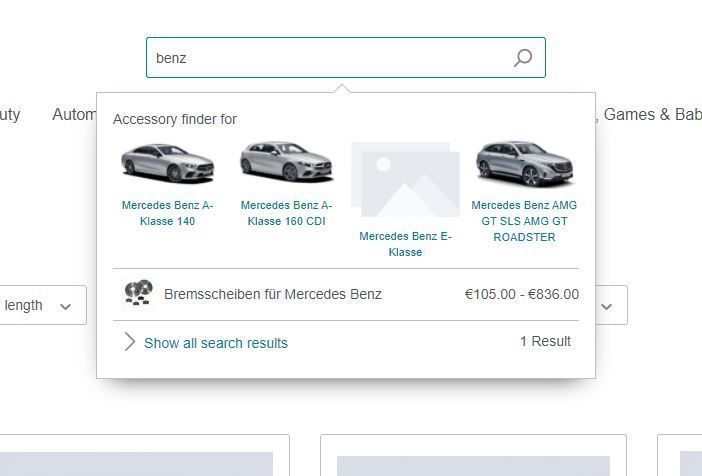 benz
uty
Autom
, Games & Bab
Accessory finder for
Mercedes Benz A-
Klasse 140
Mercedes Benz A-
Klasse 160 CDI
Mercedes Benz E-
Klasse
Mercedes Benz AMG
GT SLS AMG GT
ROADSTER
length
Bremsscheiben für Mercedes Benz
€105.00 - €836.00
Show all search results
1 Result